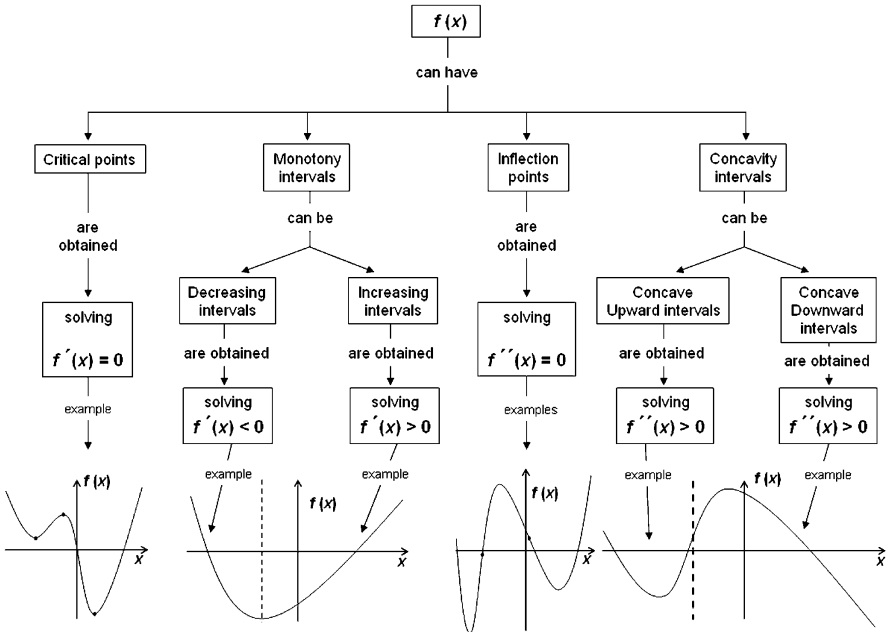 f (x)
can have
Critical points
Monotony
intervals
Inflection
points
Concavity
intervals
are
obtained
can be
are
obtained
can be
solving
f ´(x) = 0
Decreasing
intervals
Increasing
intervals
solving
f ´´(x) = 0
Concave
Upward intervals
Concave
Downward
intervals
are obtained
are obtained
are obtained
are obtained
example
solving
f ´(x) < 0
solving
f ´(x) > 0
examples
solving
f ´´(x) > 0
solving
f ´´(x) > 0
example
example
example
example
f (x)
x
f (x)
x
f (x)
x
f (x)
x